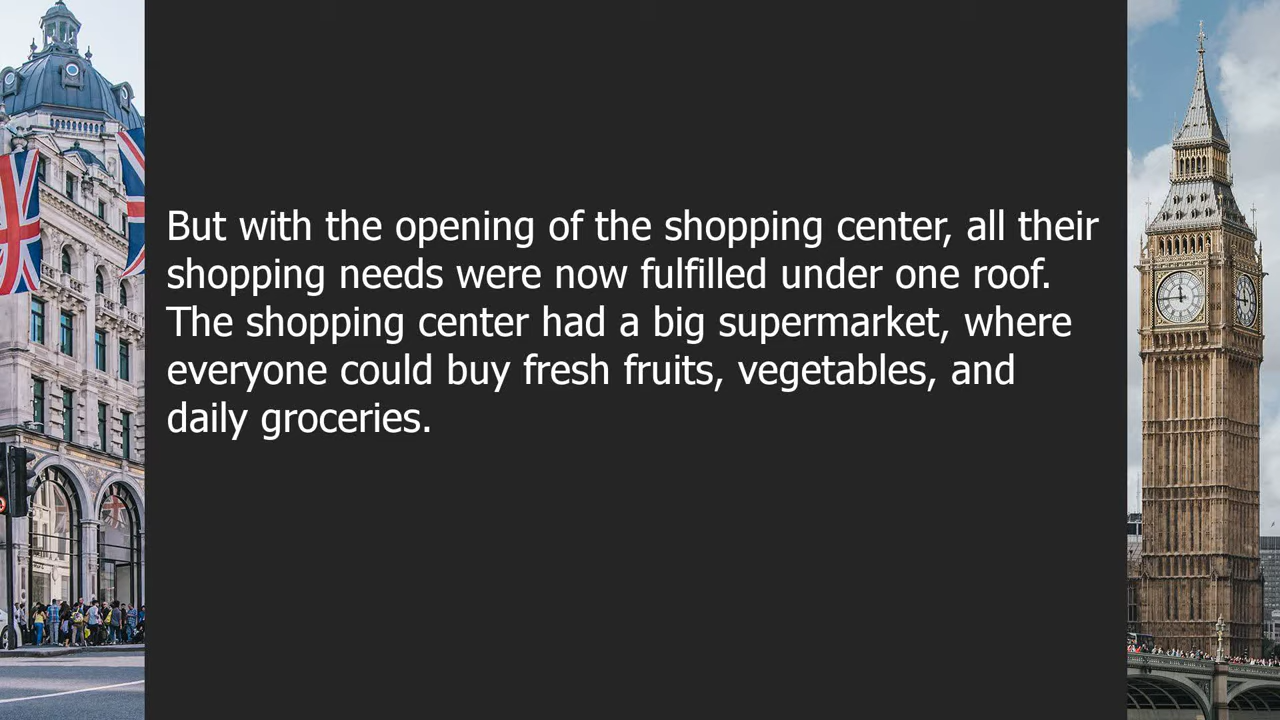 But with the opening of the shopping center, all their
shopping needs were now fulfilled under one roof.
The shopping center had a big supermarket, where
everyone could buy fresh fruits, vegetables, and
daily groceries.